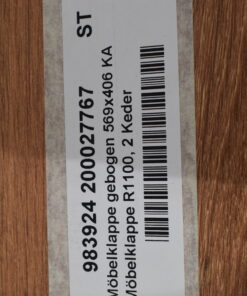 983924 200027767 ST
Möbelklappe gebogen 569x406 KA
Möbelklappe R1100, 2 Keder